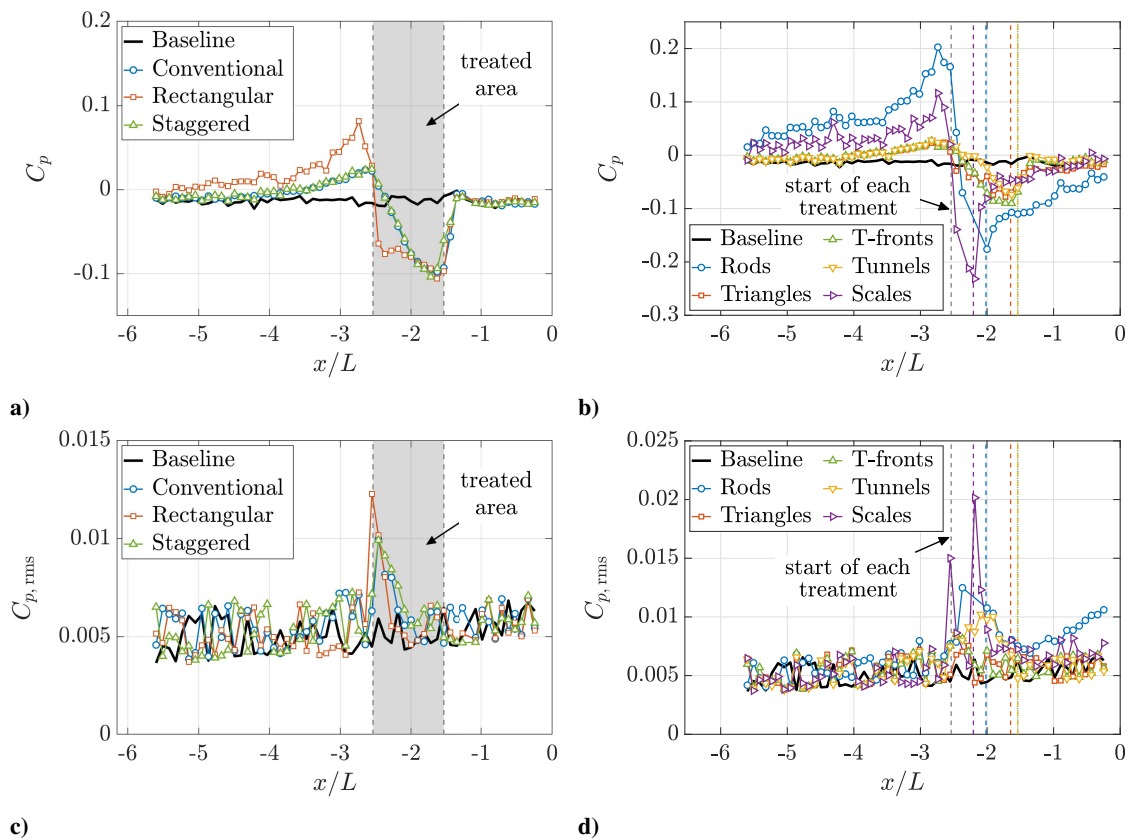 0.2
0.1
0
-0.1
C_p
Baseline
Conventional
Rectangular
Staggered
treated
area
-6 -5 -4 -3 -2 -1 0
x/L
a)
0.2
0.1
0
-0.1
-0.2
-0.3
C_p
start of each
treatment
Baseline T-fronts
Rods Tunnels
Triangles Scales
-6 -5 -4 -3 -2 -1 0
x/L
b)
0.015
0.01
0.005
0
C_{p, rms}
Baseline
Conventional
Rectangular
Staggered
treated
area
-6 -5 -4 -3 -2 -1 0
x/L
c)
0.025
0.02
0.015
0.01
0.005
0
C_{p, rms}
Baseline T-fronts
Rods Tunnels
Triangles Scales
start of each
treatment
-6 -5 -4 -3 -2 -1 0
x/L
d)